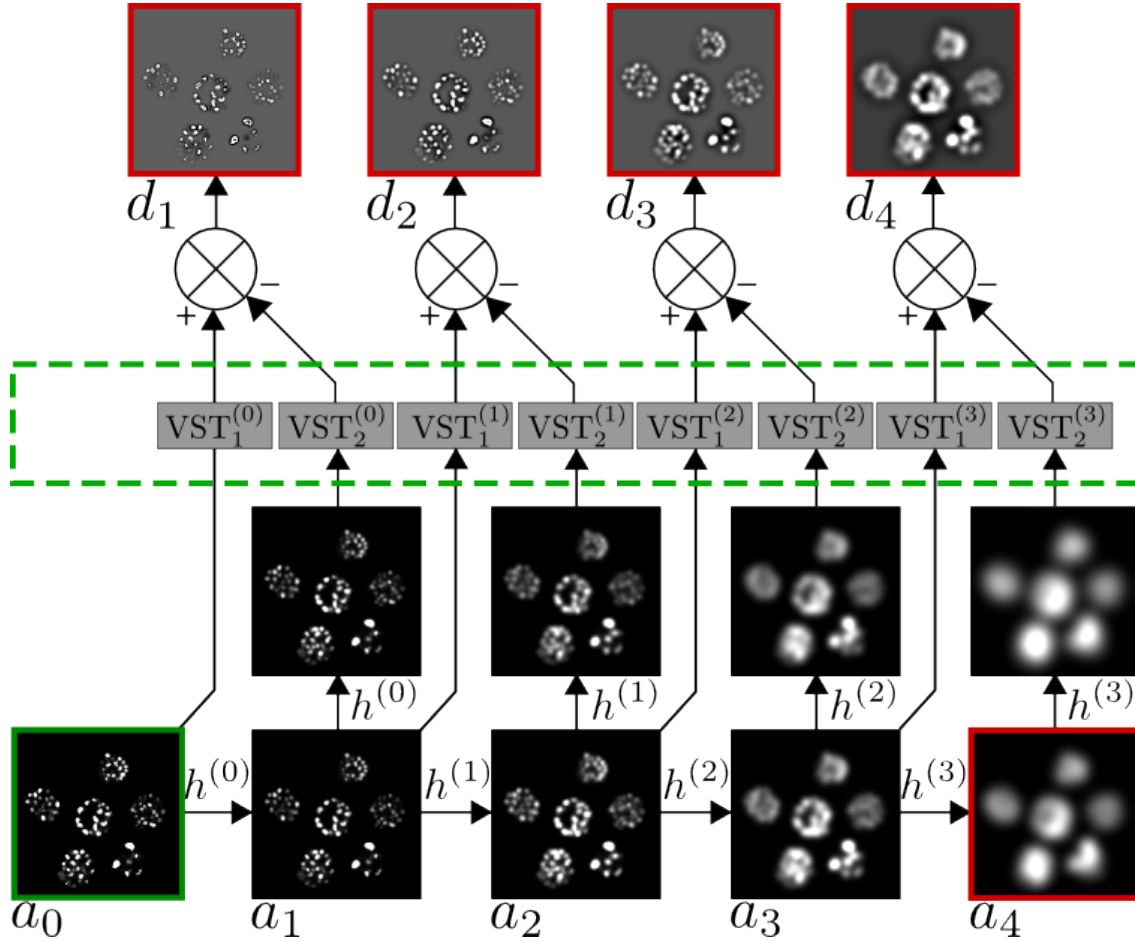 d₁ d₂ d₃ d₄
+ − + − + − + −
VST₁⁽⁰⁾ VST₂⁽⁰⁾ VST₁⁽¹⁾ VST₂⁽¹⁾ VST₁⁽²⁾ VST₂⁽²⁾ VST₁⁽³⁾ VST₂⁽³⁾
h⁽⁰⁾ h⁽¹⁾ h⁽²⁾ h⁽³⁾
h⁽⁰⁾ h⁽¹⁾ h⁽²⁾ h⁽³⁾
a₀ a₁ a₂ a₃ a₄